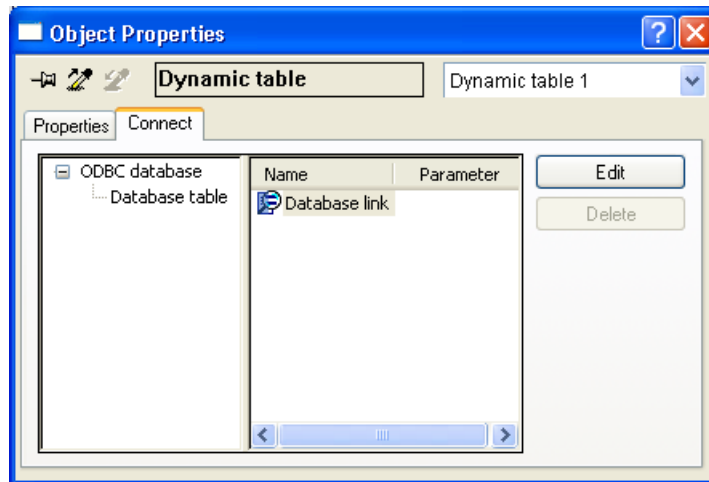 Object Properties
Dynamic table Dynamic table 1
Properties Connect
ODBC database Name Parameter Edit
Database table Database link Delete